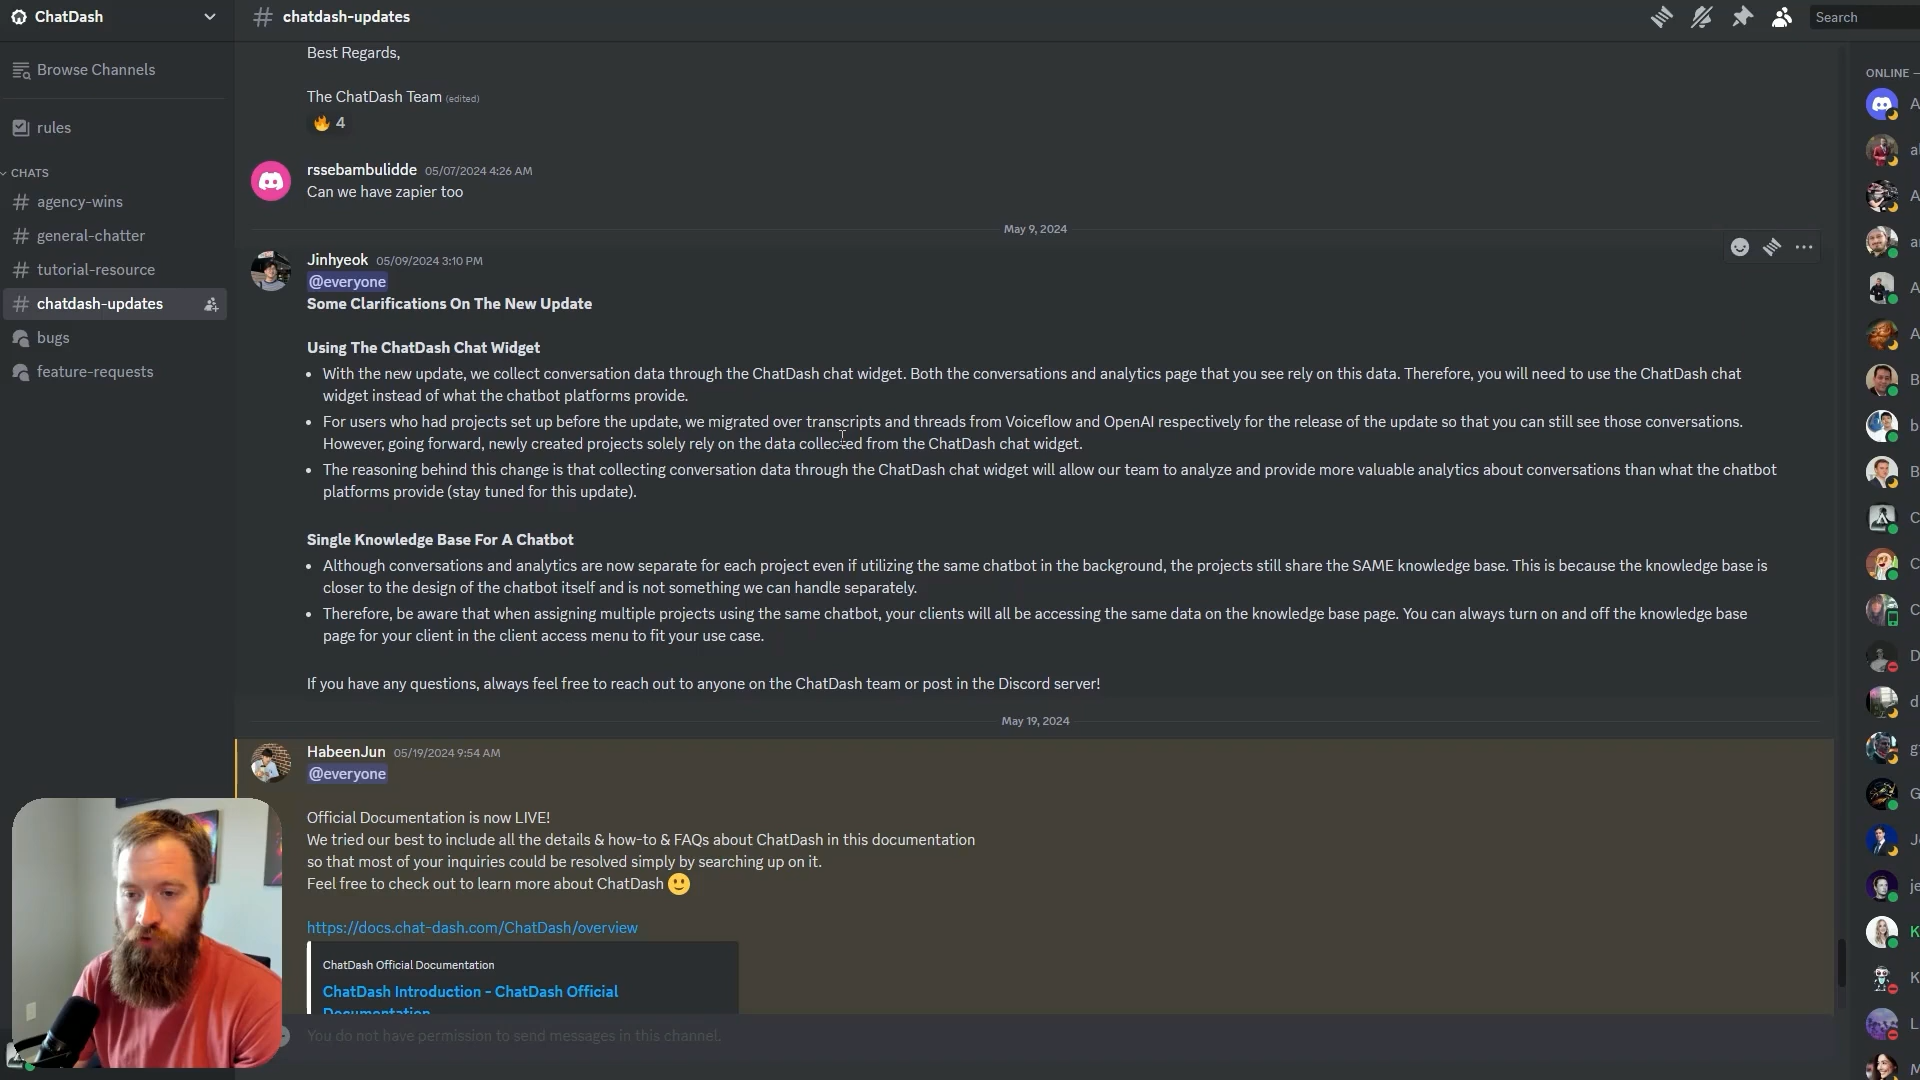 ChatDash
# chatdash-updates
Search
Browse Channels
rules
CHATS
# agency-wins
# general-chatter
# tutorial-resource
# chatdash-updates
bugs
feature-requests
Best Regards,
The ChatDash Team (edited)
🔥 4
rssebambulidde 05/07/2024 4:26 AM
Can we have zapier too
May 9, 2024
Jinhyeok 05/09/2024 3:10 PM
@everyone
Some Clarifications On The New Update
Using The ChatDash Chat Widget
• With the new update, we collect conversation data through the ChatDash chat widget. Both the conversations and analytics page that you see rely on this data. Therefore, you will need to use the ChatDash chat
widget instead of what the chatbot platforms provide.
• For users who had projects set up before the update, we migrated over transcripts and threads from Voiceflow and OpenAI respectively for the release of the update so that you can still see those conversations.
However, going forward, newly created projects solely rely on the data collected from the ChatDash chat widget.
• The reasoning behind this change is that collecting conversation data through the ChatDash chat widget will allow our team to analyze and provide more valuable analytics about conversations than what the chatbot
platforms provide (stay tuned for this update).
Single Knowledge Base For A Chatbot
• Although conversations and analytics are now separate for each project even if utilizing the same chatbot in the background, the projects still share the SAME knowledge base. This is because the knowledge base is
closer to the design of the chatbot itself and is not something we can handle separately.
• Therefore, be aware that when assigning multiple projects using the same chatbot, your clients will all be accessing the same data on the knowledge base page. You can always turn on and off the knowledge base
page for your client in the client access menu to fit your use case.
If you have any questions, always feel free to reach out to anyone on the ChatDash team or post in the Discord server!
May 19, 2024
HabeenJun 05/19/2024 9:54 AM
@everyone
Official Documentation is now LIVE!
We tried our best to include all the details & how-to & FAQs about ChatDash in this documentation
so that most of your inquiries could be resolved simply by searching up on it.
Feel free to check out to learn more about ChatDash 🙂
https://docs.chat-dash.com/ChatDash/overview
ChatDash Official Documentation
ChatDash Introduction - ChatDash Official
Documentation
You do not have permission to send messages in this channel.
ONLINE —